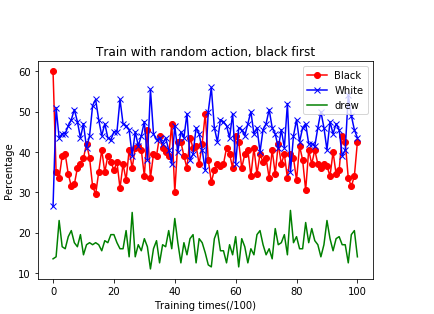 Train with random action, black first
Black
White
drew
Percentage
60
50
40
30
20
10
0
20
40
60
80
100
Training times(/100)